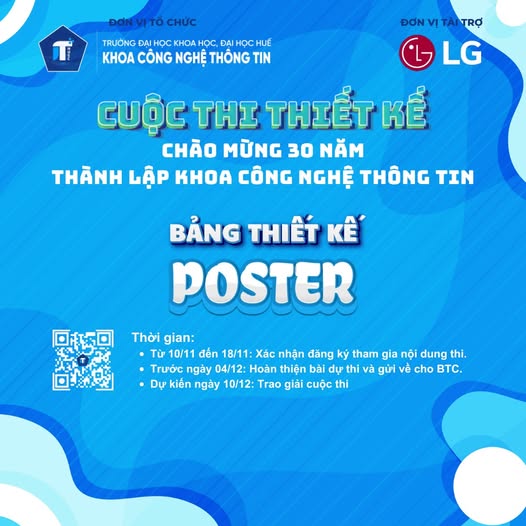 ĐƠN VỊ TỔ CHỨC
TRƯỜNG ĐẠI HỌC KHOA HỌC, ĐẠI HỌC HUẾ
KHOA CÔNG NGHỆ THÔNG TIN
ĐƠN VỊ TÀI TRỢ
LG
CUỘC THI THIẾT KẾ
CHÀO MỪNG 30 NĂM
THÀNH LẬP KHOA CÔNG NGHỆ THÔNG TIN
BẢNG THIẾT KẾ
POSTER
Thời gian:
• Từ 10/11 đến 18/11: Xác nhận đăng ký tham gia nội dung thi.
• Trước ngày 04/12: Hoàn thiện bài dự thi và gửi về cho BTC.
• Dự kiến ngày 10/12: Trao giải cuộc thi